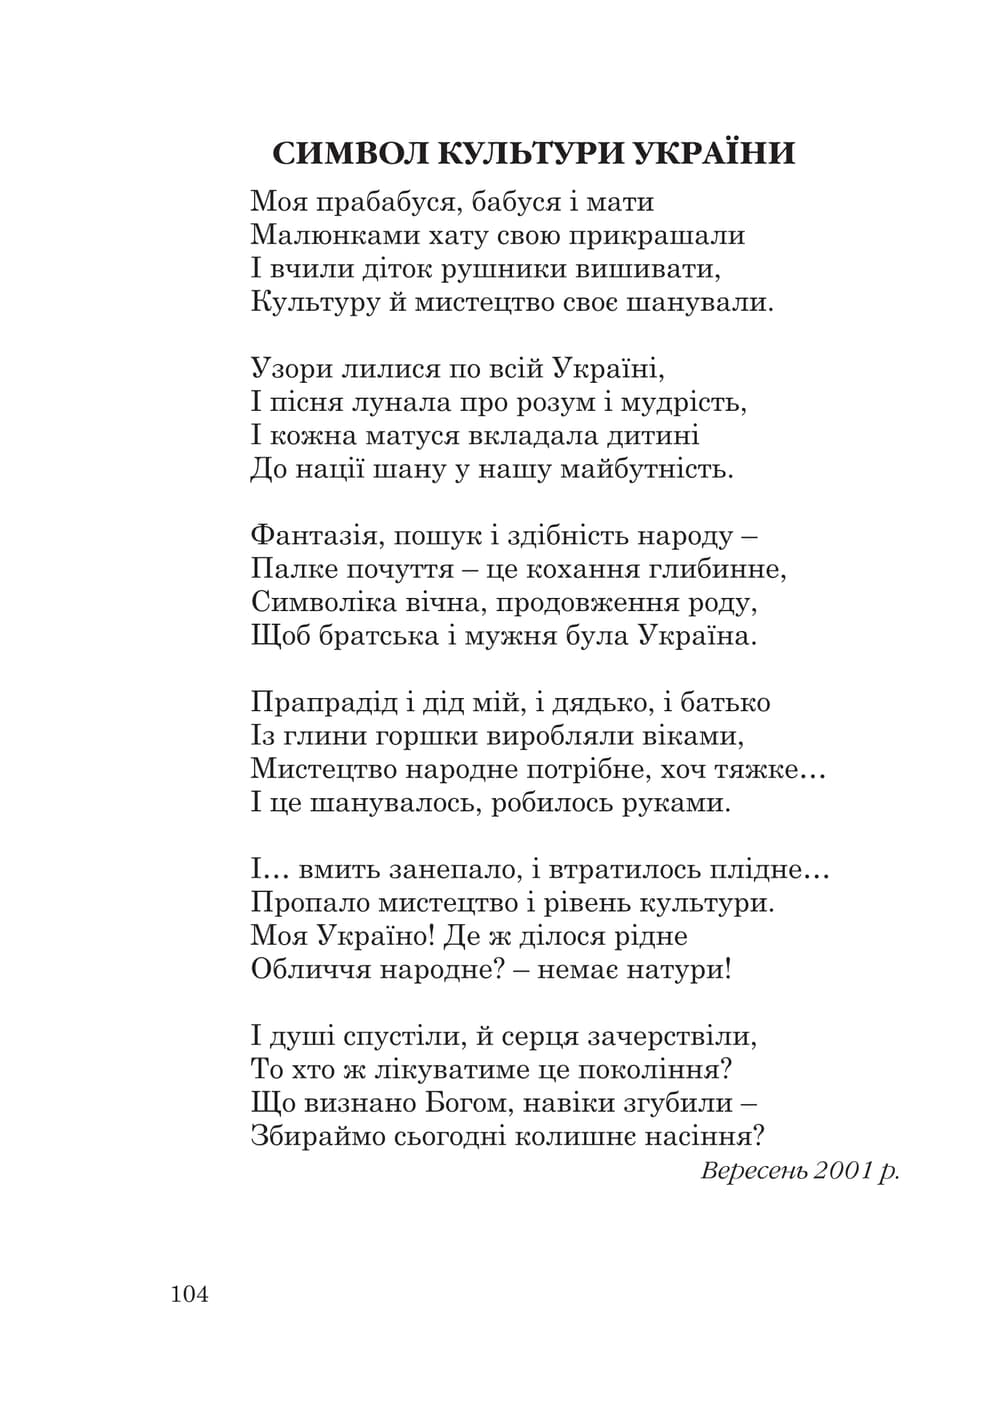 СИМВОЛ КУЛЬТУРИ УКРАЇНИ
Моя прабабуся, бабуся і мати
Малюнками хату свою прикрашали
І вчили діток рушники вишивати,
Культуру й мистецтво своє шанували.
Узори лилися по всій Україні,
І пісня лунала про розум і мудрість,
І кожна матуся вкладала дитині
До нації шану у нашу майбутність.
Фантазія, пошук і здібність народу –
Палке почуття – це кохання глибинне,
Символіка вічна, продовження роду,
Щоб братська і мужня була Україна.
Прапрадід і дід мій, і дядько, і батько
Із глини горшки виробляли віками,
Мистецтво народне потрібне, хоч тяжке...
І це шанувалось, робилось руками.
І... вмить занепало, і втратилось плідне...
Пропало мистецтво і рівень культури.
Моя Україно! Де ж ділося рідне
Обличчя народне? – немає натури!
І душі спустіли, й серця зачерствіли,
То хто ж лікуватиме це покоління?
Що визнано Богом, навіки згубили –
Збираймо сьогодні колишнє насіння?
Вересень 2001 р.
104